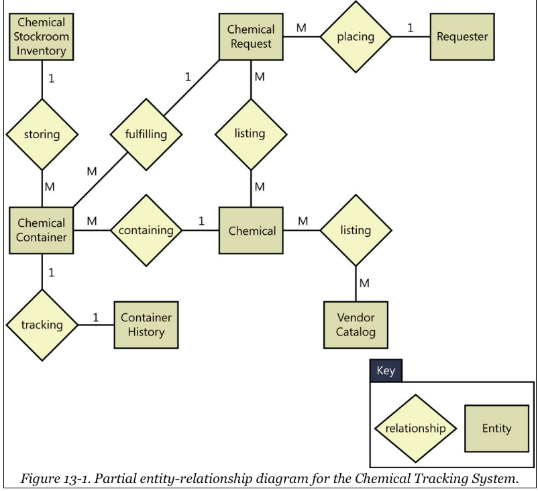 Chemical
Stockroom
Inventory
Chemical
Request
M
placing
1
Requester
1
1
M
storing
fulfilling
listing
M
M
M
Chemical
Container
M
containing
1
Chemical
M
listing
1
M
tracking
1
Container
History
Vendor
Catalog
Key
relationship
Entity
Figure 13-1. Partial entity-relationship diagram for the Chemical Tracking System.